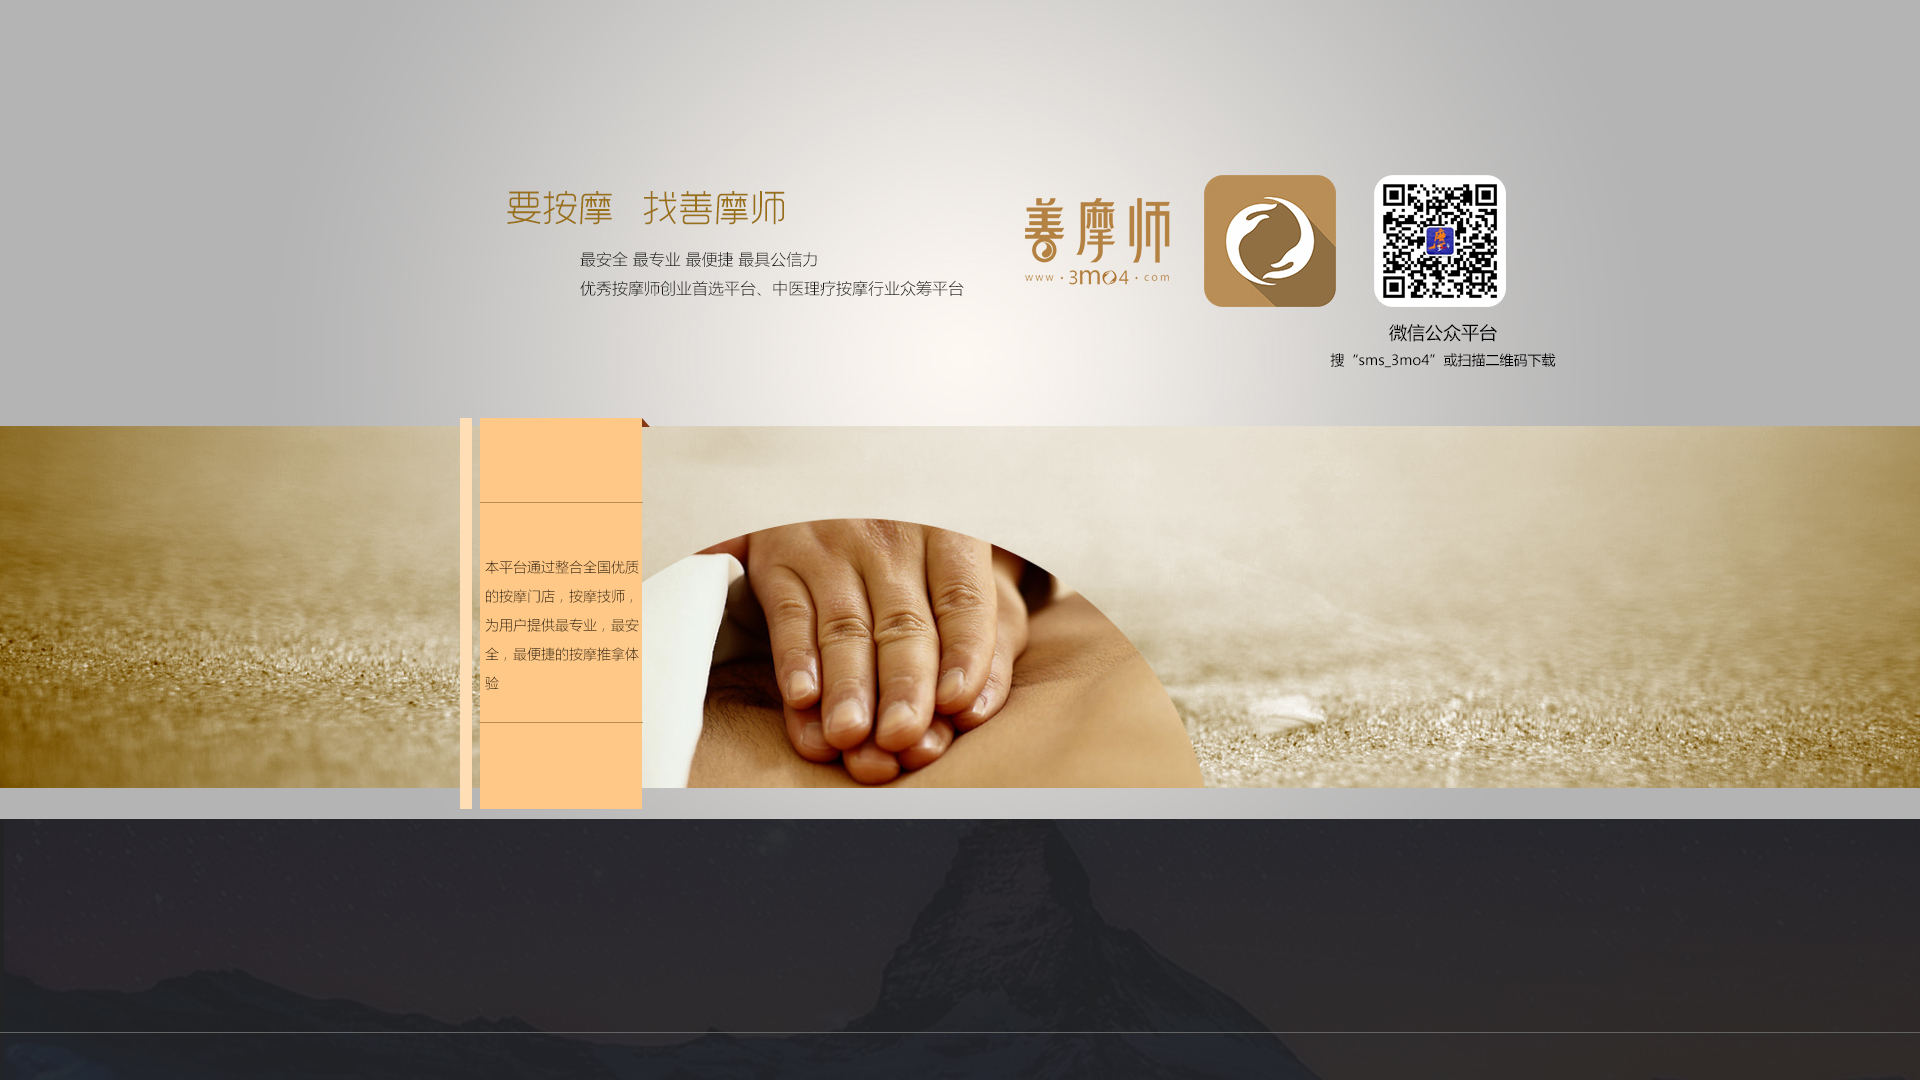 要按摩 找善摩师
最安全 最专业 最便捷 最具公信力
优秀按摩师创业首选平台、中医理疗按摩行业众筹平台
善摩师
www·3mo4·com
微信公众平台
搜“sms_3mo4”或扫描二维码下载
本平台通过整合全国优质
的按摩门店，按摩技师，
为用户提供最专业，最安
全，最便捷的按摩推拿体
验